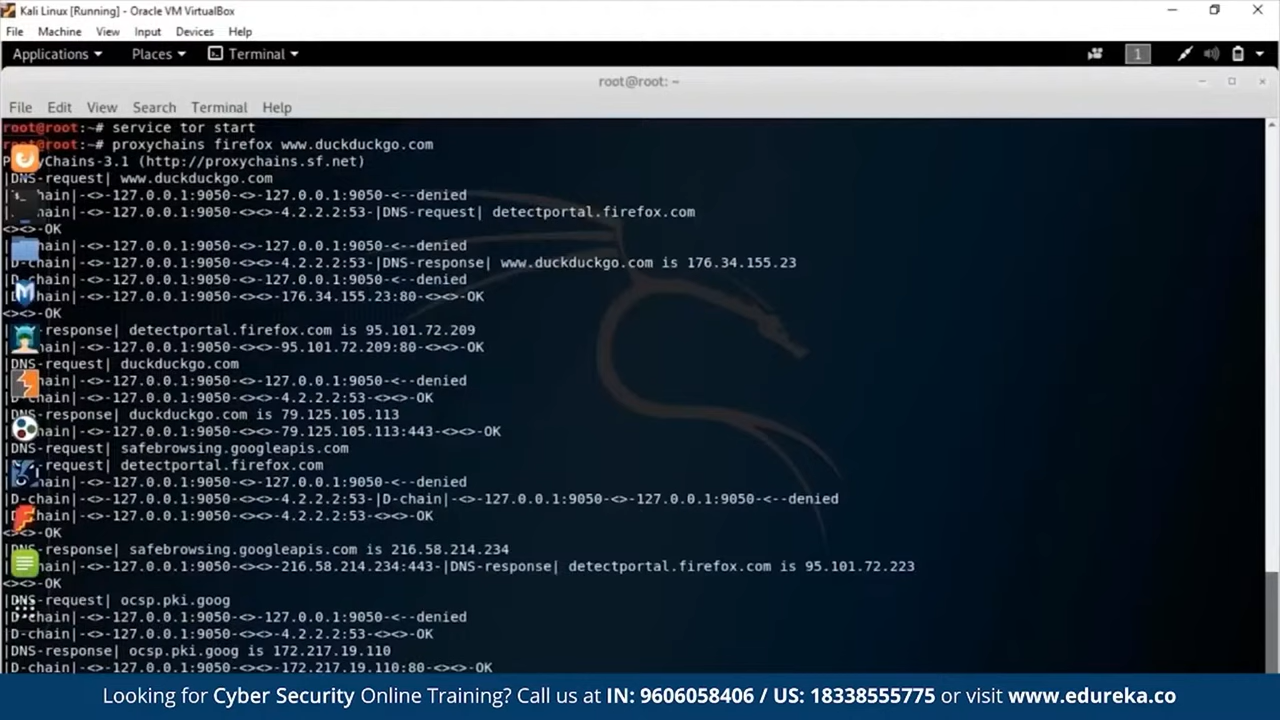 Kali Linux [Running] - Oracle VM VirtualBox
File Machine View Input Devices Help
Applications Places Terminal 1
root@root: ~
File Edit View Search Terminal Help
root@root:~# service tor start
root@root:~# proxychains firefox www.duckduckgo.com
ProxyChains-3.1 (http://proxychains.sf.net)
|DNS-request| www.duckduckgo.com
|D-chain|-<>-127.0.0.1:9050-<><>-127.0.0.1:9050-<--denied
|D-chain|-<>-127.0.0.1:9050-<><>-4.2.2.2:53-|DNS-request| detectportal.firefox.com
<><>-OK
|D-chain|-<>-127.0.0.1:9050-<><>-127.0.0.1:9050-<--denied
|D-chain|-<>-127.0.0.1:9050-<><>-4.2.2.2:53-|DNS-response| www.duckduckgo.com is 176.34.155.23
|D-chain|-<>-127.0.0.1:9050-<><>-127.0.0.1:9050-<--denied
|D-chain|-<>-127.0.0.1:9050-<><>-176.34.155.23:80-<><>-OK
<><>-OK
|DNS-response| detectportal.firefox.com is 95.101.72.209
|D-chain|-<>-127.0.0.1:9050-<><>-95.101.72.209:80-<><>-OK
|DNS-request| duckduckgo.com
|D-chain|-<>-127.0.0.1:9050-<><>-127.0.0.1:9050-<--denied
|D-chain|-<>-127.0.0.1:9050-<><>-4.2.2.2:53-<><>-OK
|DNS-response| duckduckgo.com is 79.125.105.113
|D-chain|-<>-127.0.0.1:9050-<><>-79.125.105.113:443-<><>-OK
|DNS-request| safebrowsing.googleapis.com
|DNS-request| detectportal.firefox.com
|D-chain|-<>-127.0.0.1:9050-<><>-127.0.0.1:9050-<--denied
|D-chain|-<>-127.0.0.1:9050-<><>-4.2.2.2:53-|D-chain|-<>-127.0.0.1:9050-<>-127.0.0.1:9050-<--denied
|D-chain|-<>-127.0.0.1:9050-<><>-4.2.2.2:53-<><>-OK
<><>-OK
|DNS-response| safebrowsing.googleapis.com is 216.58.214.234
|D-chain|-<>-127.0.0.1:9050-<><>-216.58.214.234:443-|DNS-response| detectportal.firefox.com is 95.101.72.223
<><>-OK
|DNS-request| ocsp.pki.goog
|D-chain|-<>-127.0.0.1:9050-<><>-127.0.0.1:9050-<--denied
|D-chain|-<>-127.0.0.1:9050-<><>-4.2.2.2:53-<><>-OK
|DNS-response| ocsp.pki.goog is 172.217.19.110
|D-chain|-<>-127.0.0.1:9050-<><>-172.217.19.110:80-<><>-OK
Looking for Cyber Security Online Training? Call us at IN: 9606058406 / US: 18338555775 or visit www.edureka.co